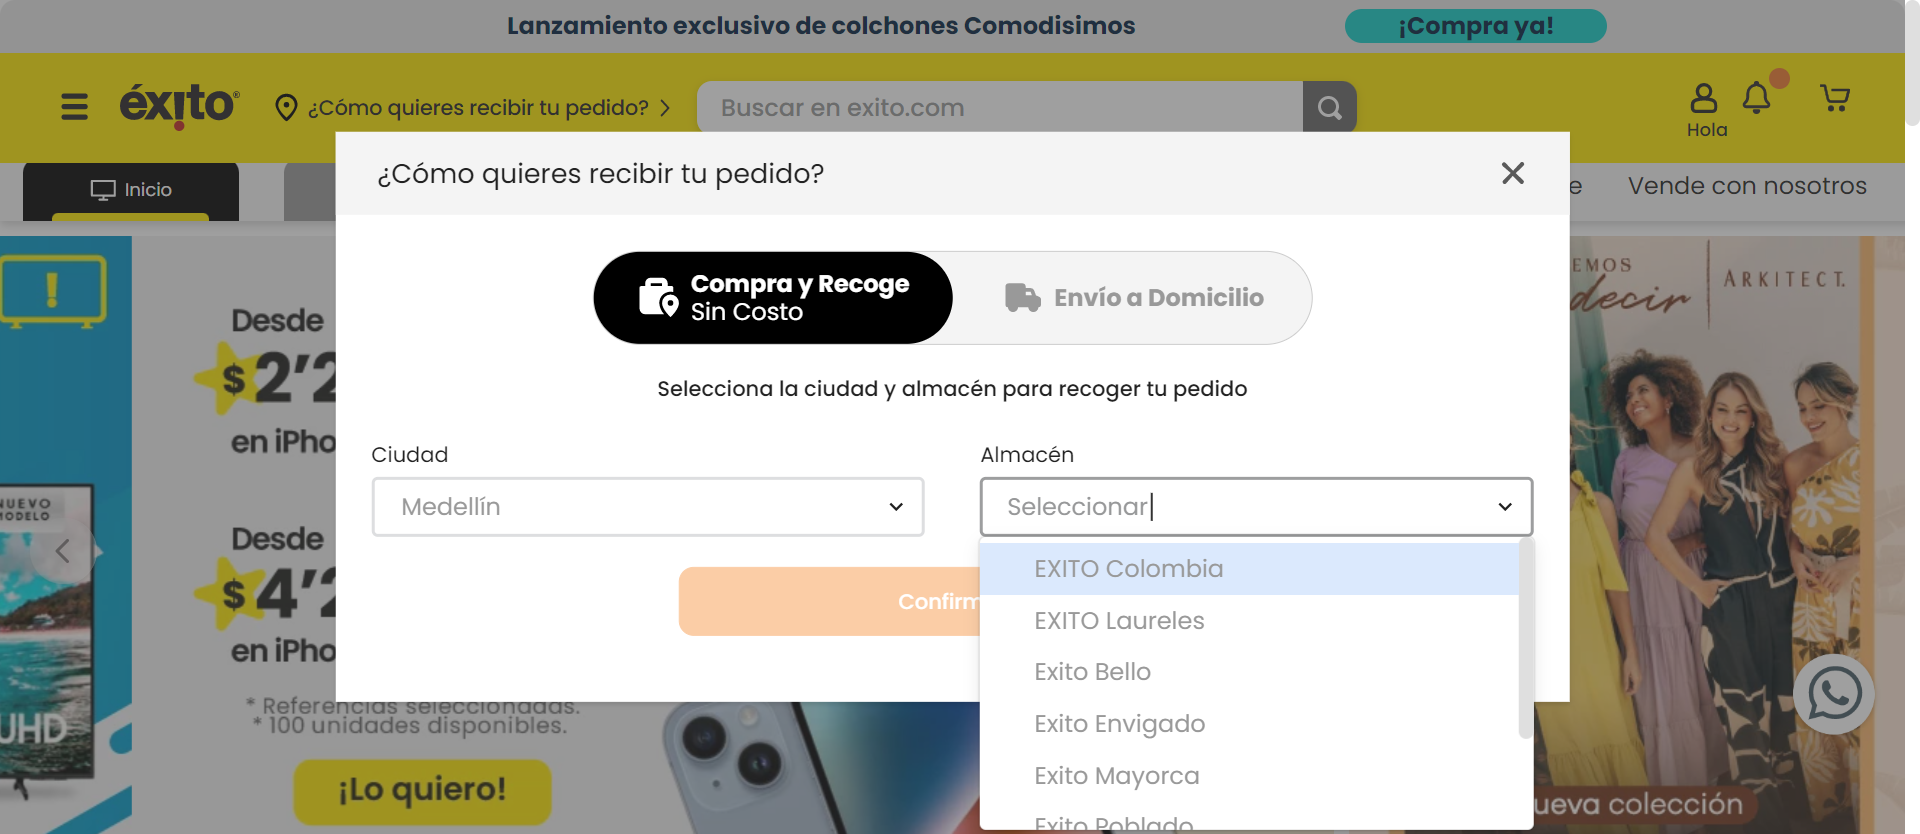 Lanzamiento exclusivo de colchones Comodisimos
¡Compra ya!
éxito®
¿Cómo quieres recibir tu pedido?
Buscar en exito.com
Hola
Inicio
e
Vende con nosotros
¿Cómo quieres recibir tu pedido?
Compra y Recoge
Sin Costo
Envío a Domicilio
Selecciona la ciudad y almacén para recoger tu pedido
Ciudad
Medellín
Almacén
Seleccionar
EXITO Colombia
EXITO Laureles
Exito Bello
Exito Envigado
Exito Mayorca
Exito Poblado
Confirm
Desde
$2'2
en iPho
Desde
$4'2
en iPho
* Referencias seleccionadas.
* 100 unidades disponibles.
¡Lo quiero!
NUEVO
MODELO
UHD
EMOS
decir
ARKITECT.
ueva colección